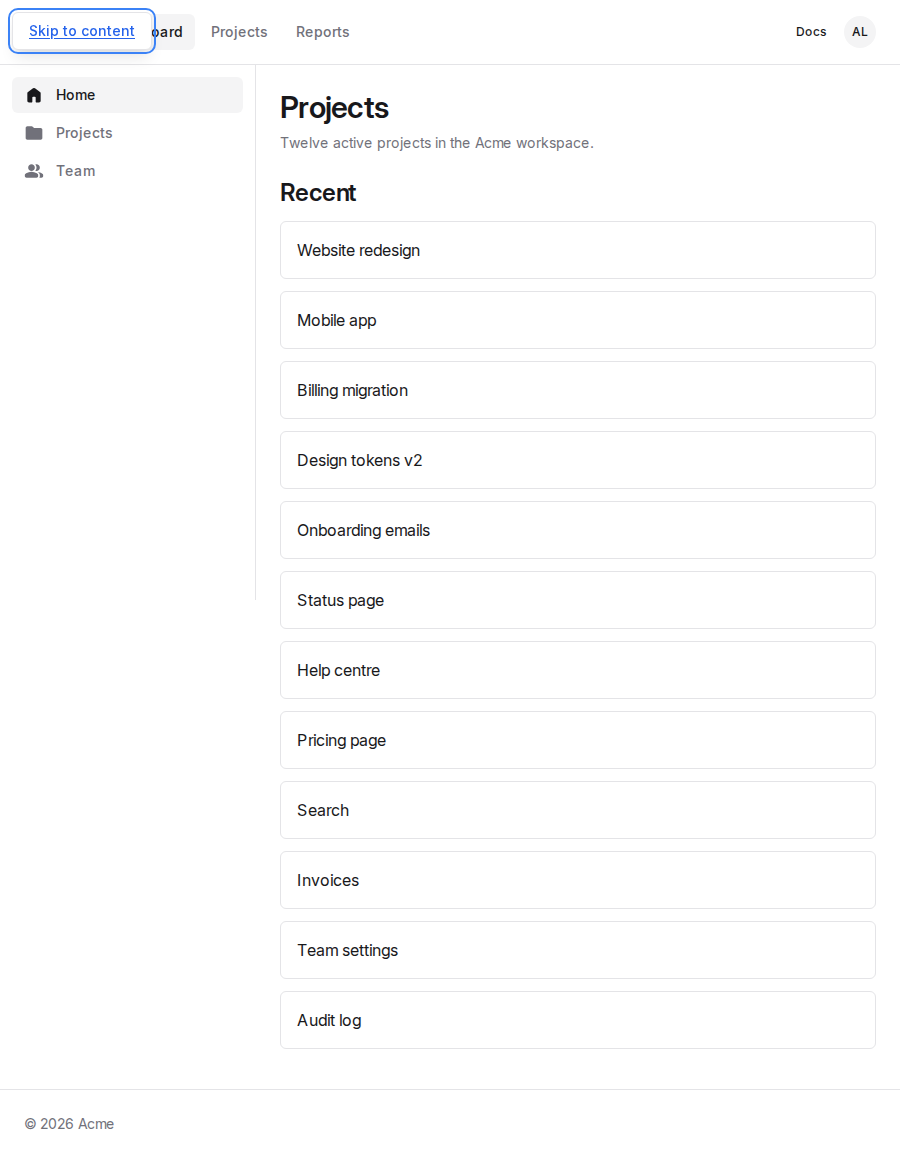 Skip to content
oard Projects Reports Docs AL
Home
Projects
Team
Projects
Twelve active projects in the Acme workspace.
Recent
Website redesign
Mobile app
Billing migration
Design tokens v2
Onboarding emails
Status page
Help centre
Pricing page
Search
Invoices
Team settings
Audit log
© 2026 Acme